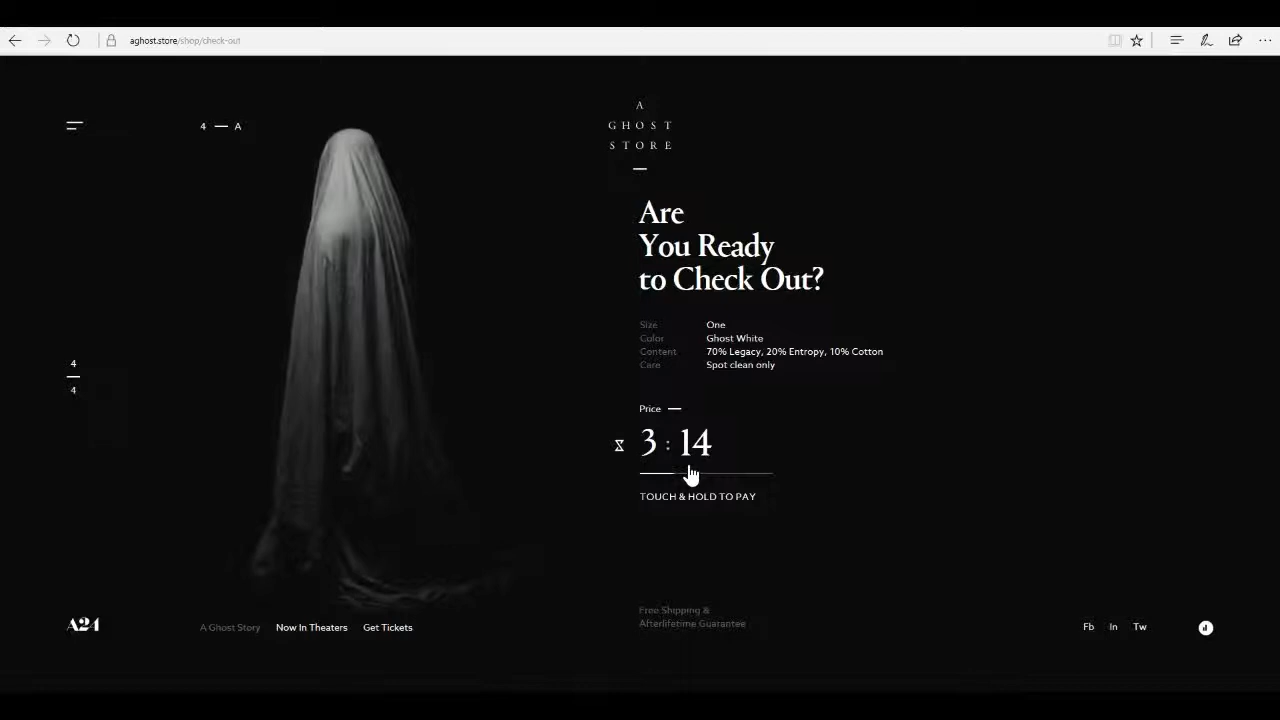 aghost.store/shop/check-out
4 — A
A
GHOST
STORE
Are
You Ready
to Check Out?
Size One
Color Ghost White
Content 70% Legacy, 20% Entropy, 10% Cotton
Care Spot clean only
4
4
Price —
3 : 14
TOUCH & HOLD TO PAY
Free Shipping &
Afterlifetime Guarantee
A24
A Ghost Story Now In Theaters Get Tickets
Fb In Tw